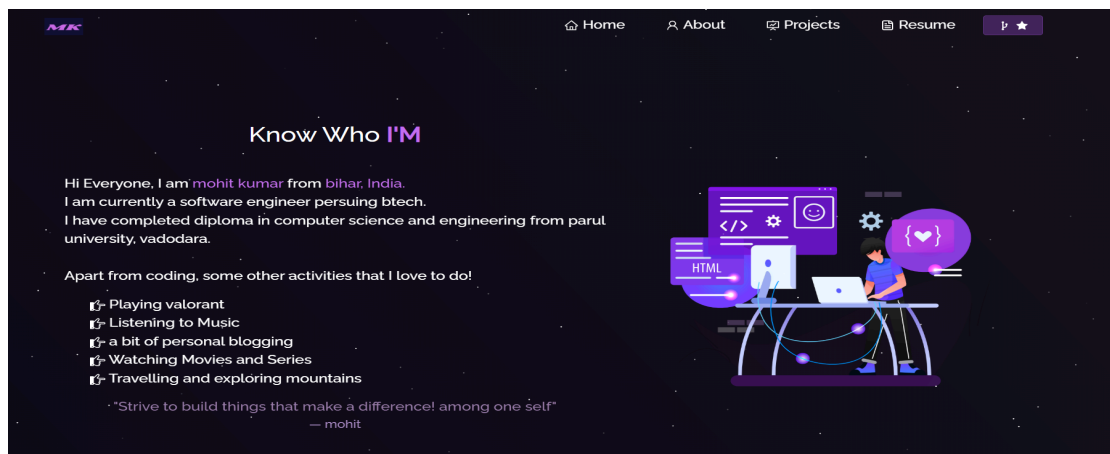 MK
Home
About
Projects
Resume
Know Who I'M
Hi Everyone, I am mohit kumar from bihar, India.
I am currently a software engineer persuing btech.
I have completed diploma in computer science and engineering from parul
university, vadodara.
Apart from coding, some other activities that I love to do!
Playing valorant
Listening to Music
a bit of personal blogging
Watching Movies and Series
Travelling and exploring mountains
"Strive to build things that make a difference! among one self"
— mohit
</>
HTML
{❤}